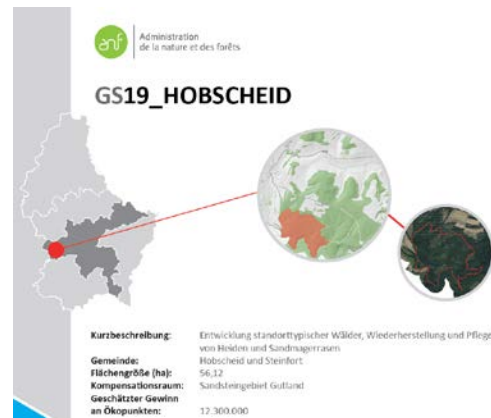 anf
Administration
de la nature et des forêts
GS19_HOBSCHEID
Kurzbeschreibung: Entwicklung standorttypischer Wälder, Wiederherstellung und Pflege
von Heiden und Sandmagerrasen
Gemeinde: Hobscheid und Steinfort
Flächengröße (ha): 56,12
Kompensationsraum: Sandsteingebiet Gutland
Geschätzter Gewinn
an Ökopunkten: 12.300.000